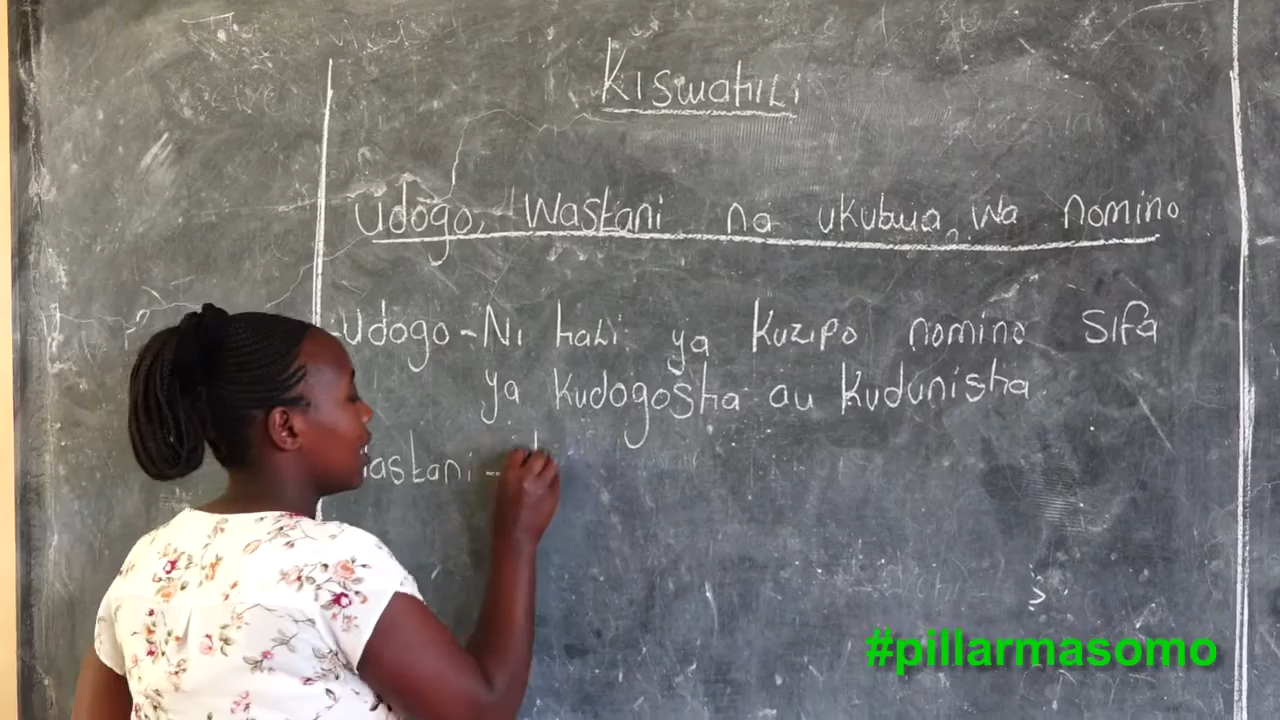 KISWAHILI
Udogo, Wastani na ukubwa wa nomino
Udogo - Ni hali ya Kuzipo nomino sifa
ya kudogosha au kudunisha.
Wastani -
#pillarmasomo